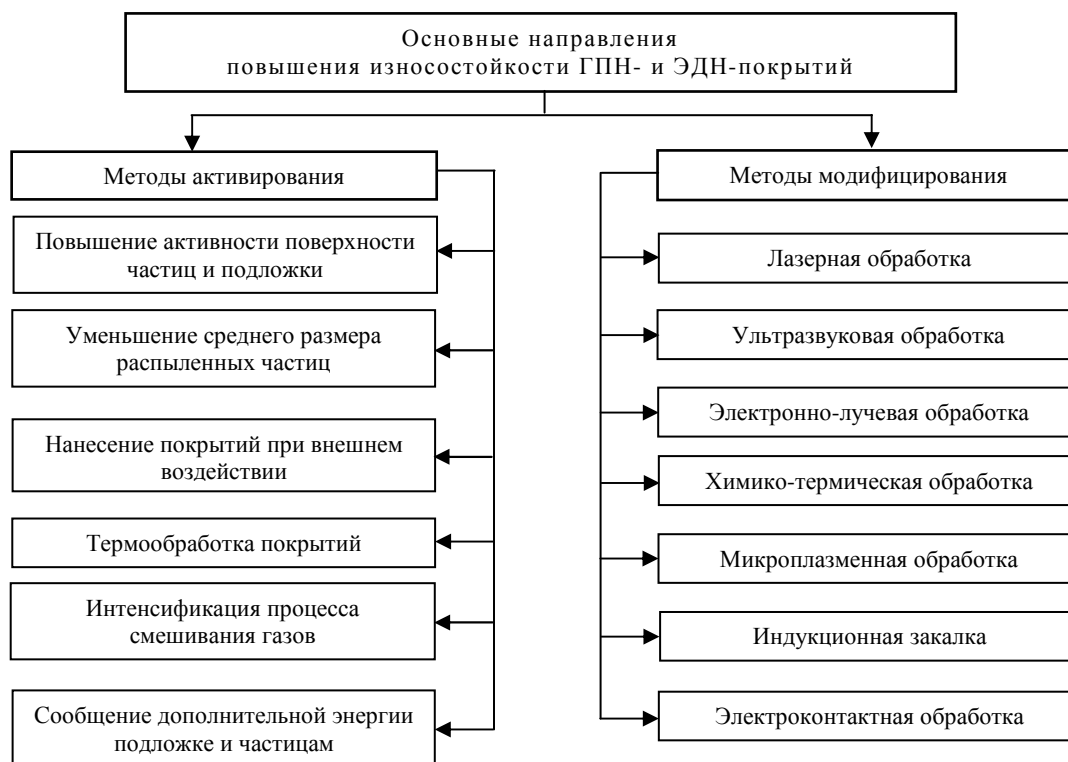 Основные направления
повышения износостойкости ГПН- и ЭДН-покрытий
Методы активирования
Повышение активности поверхности
частиц и подложки
Уменьшение среднего размера
распыленных частиц
Нанесение покрытий при внешнем
воздействии
Термообработка покрытий
Интенсификация процесса
смешивания газов
Сообщение дополнительной энергии
подложке и частицам
Методы модифицирования
Лазерная обработка
Ультразвуковая обработка
Электронно-лучевая обработка
Химико-термическая обработка
Микроплазменная обработка
Индукционная закалка
Электроконтактная обработка